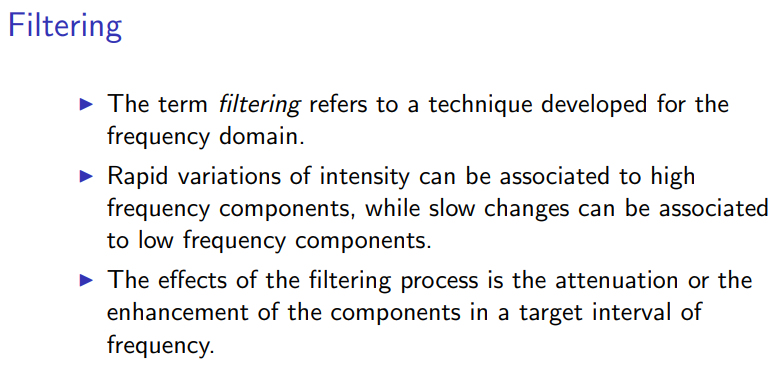 Filtering
▶ The term filtering refers to a technique developed for the
frequency domain.
▶ Rapid variations of intensity can be associated to high
frequency components, while slow changes can be associated
to low frequency components.
▶ The effects of the filtering process is the attenuation or the
enhancement of the components in a target interval of
frequency.